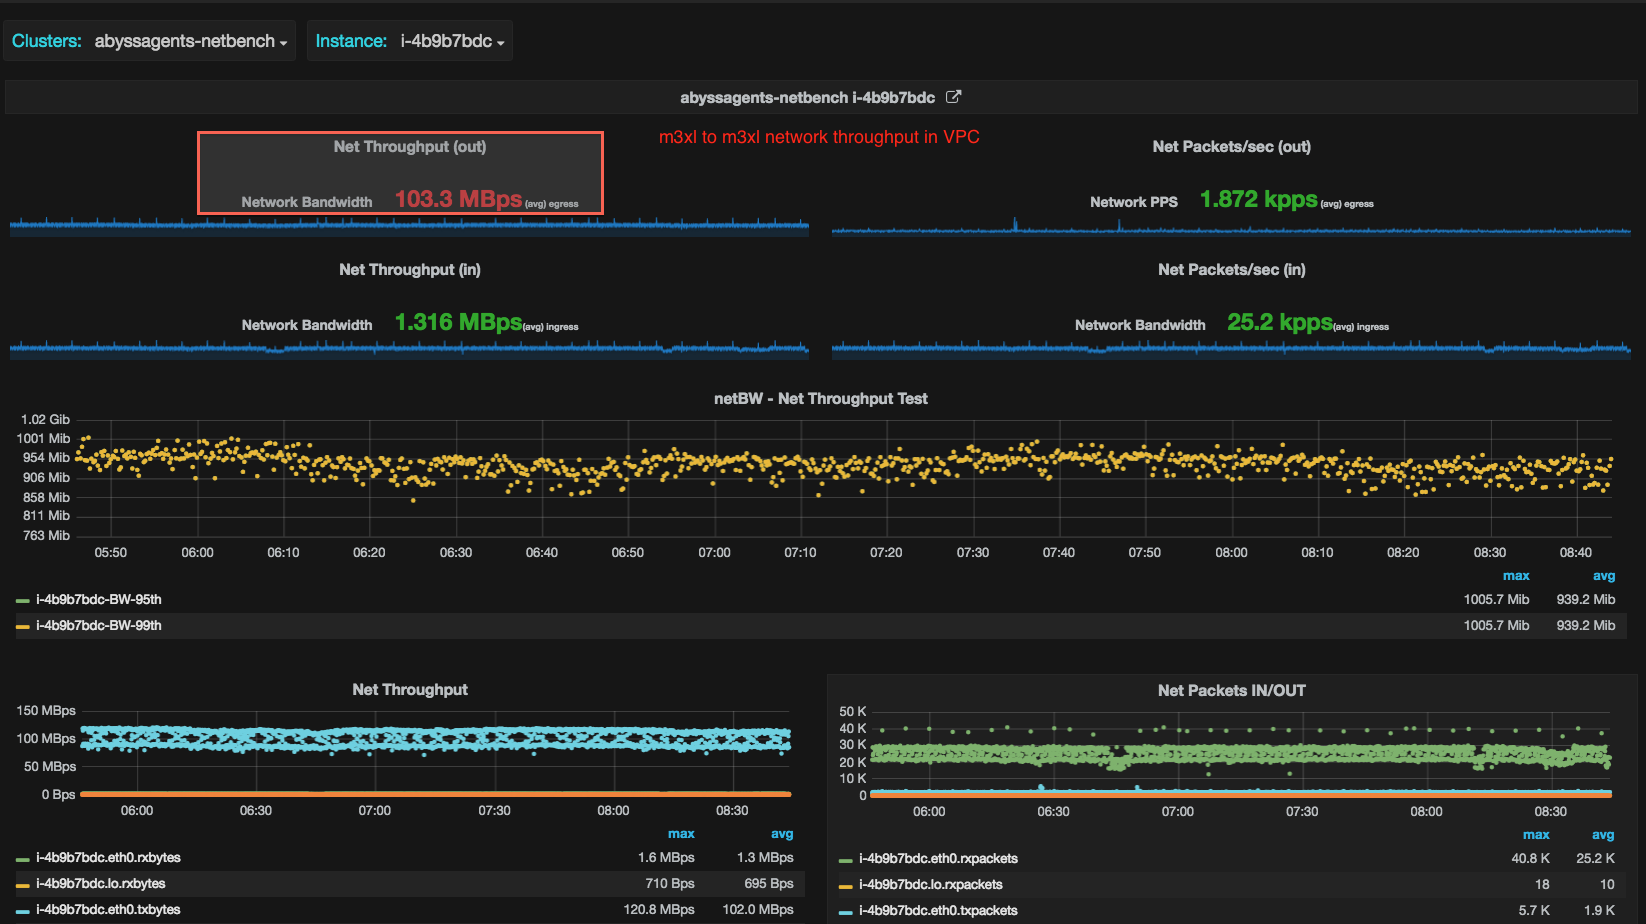 Clusters: abyssagents-netbench Instance: i-4b9b7bdc
abyssagents-netbench i-4b9b7bdc
Net Throughput (out)
m3xl to m3xl network throughput in VPC
Net Packets/sec (out)
Network Bandwidth 103.3 MBps (avg) egress
Network PPS 1.872 kpps (avg) egress
Net Throughput (in)
Net Packets/sec (in)
Network Bandwidth 1.316 MBps (avg) ingress
Network Bandwidth 25.2 kpps (avg) ingress
netBW - Net Throughput Test
1.02 Gib
1001 Mib
954 Mib
906 Mib
858 Mib
811 Mib
763 Mib
05:50 06:00 06:10 06:20 06:30 06:40 06:50 07:00 07:10 07:20 07:30 07:40 07:50 08:00 08:10 08:20 08:30 08:40
max avg
i-4b9b7bdc-BW-95th 1005.7 Mib 939.2 Mib
i-4b9b7bdc-BW-99th 1005.7 Mib 939.2 Mib
Net Throughput
150 MBps
100 MBps
50 MBps
0 Bps
06:00 06:30 07:00 07:30 08:00 08:30
max avg
i-4b9b7bdc.eth0.rxbytes 1.6 MBps 1.3 MBps
i-4b9b7bdc.lo.rxbytes 710 Bps 695 Bps
i-4b9b7bdc.eth0.txbytes 120.8 MBps 102.0 MBps
Net Packets IN/OUT
50 K
40 K
30 K
20 K
10 K
0
06:00 06:30 07:00 07:30 08:00 08:30
max avg
i-4b9b7bdc.eth0.rxpackets 40.8 K 25.2 K
i-4b9b7bdc.lo.rxpackets 18 10
i-4b9b7bdc.eth0.txpackets 5.7 K 1.9 K